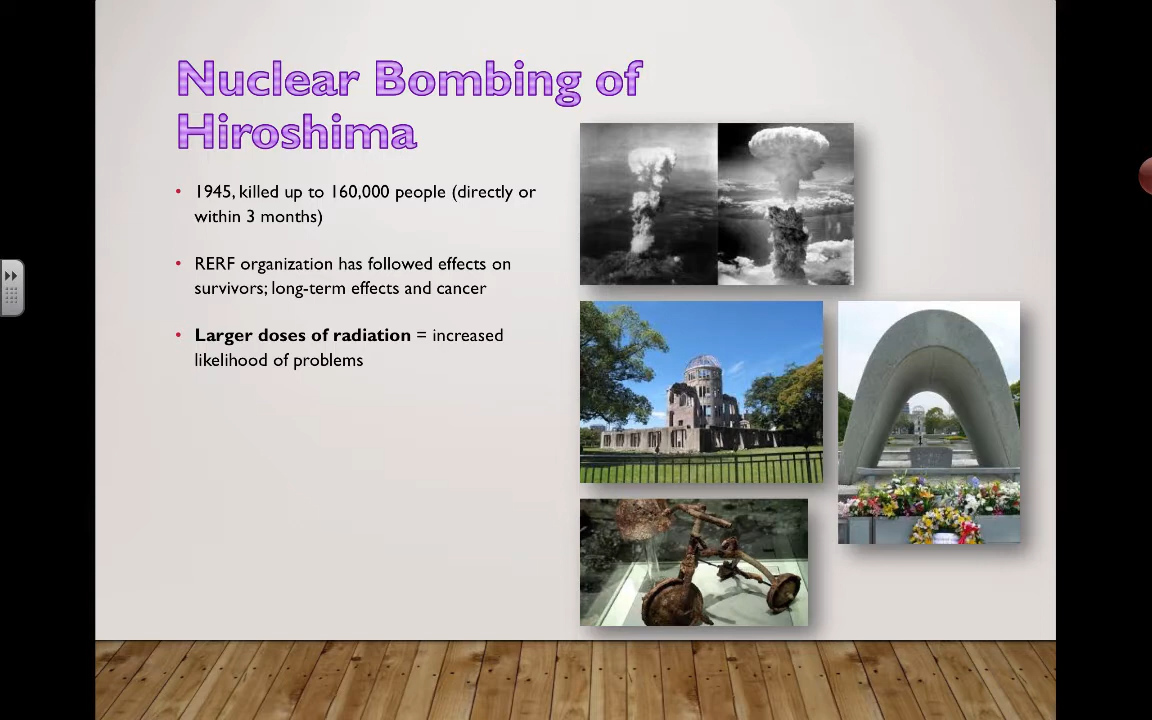 Nuclear Bombing of
Hiroshima
• 1945, killed up to 160,000 people (directly or
within 3 months)
• RERF organization has followed effects on
survivors; long-term effects and cancer
• Larger doses of radiation = increased
likelihood of problems